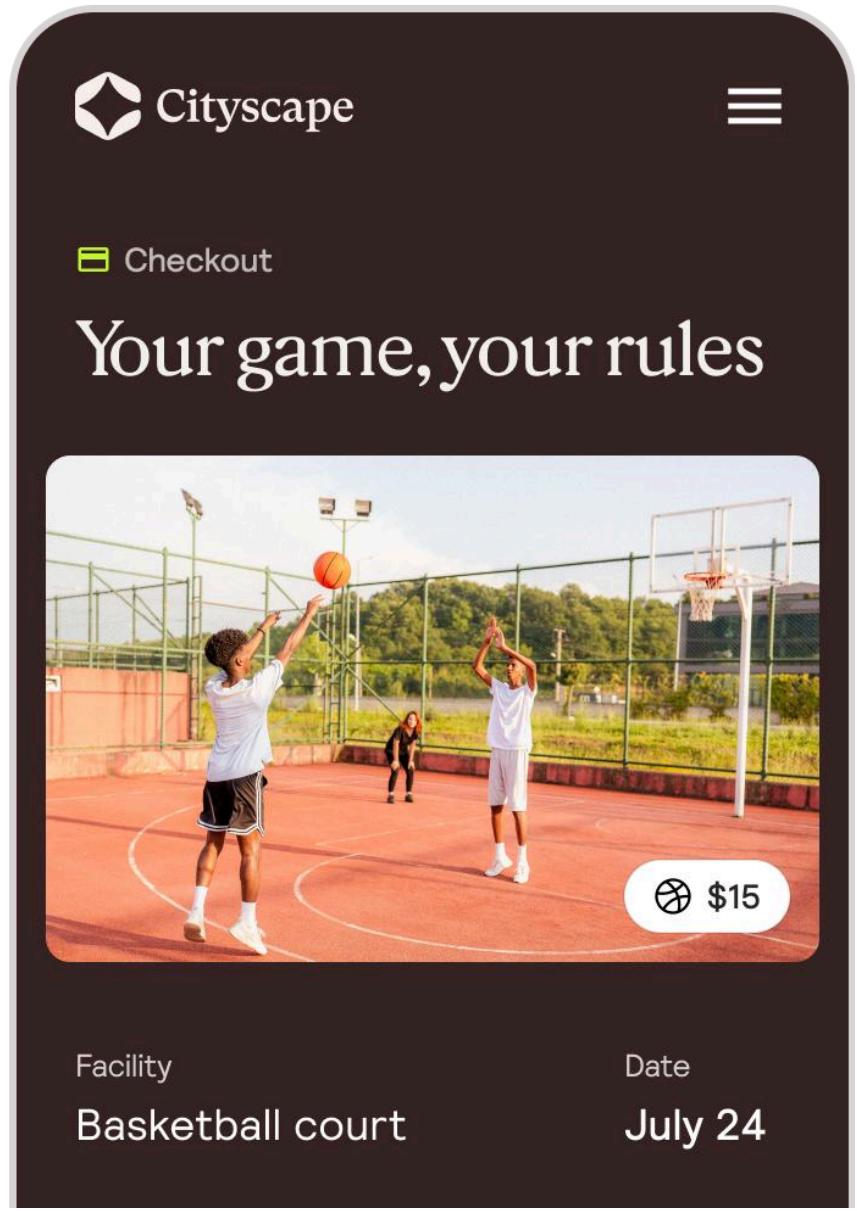 Cityscape
Checkout
Your game, your rules
$15
Facility
Date
Basketball court
July 24